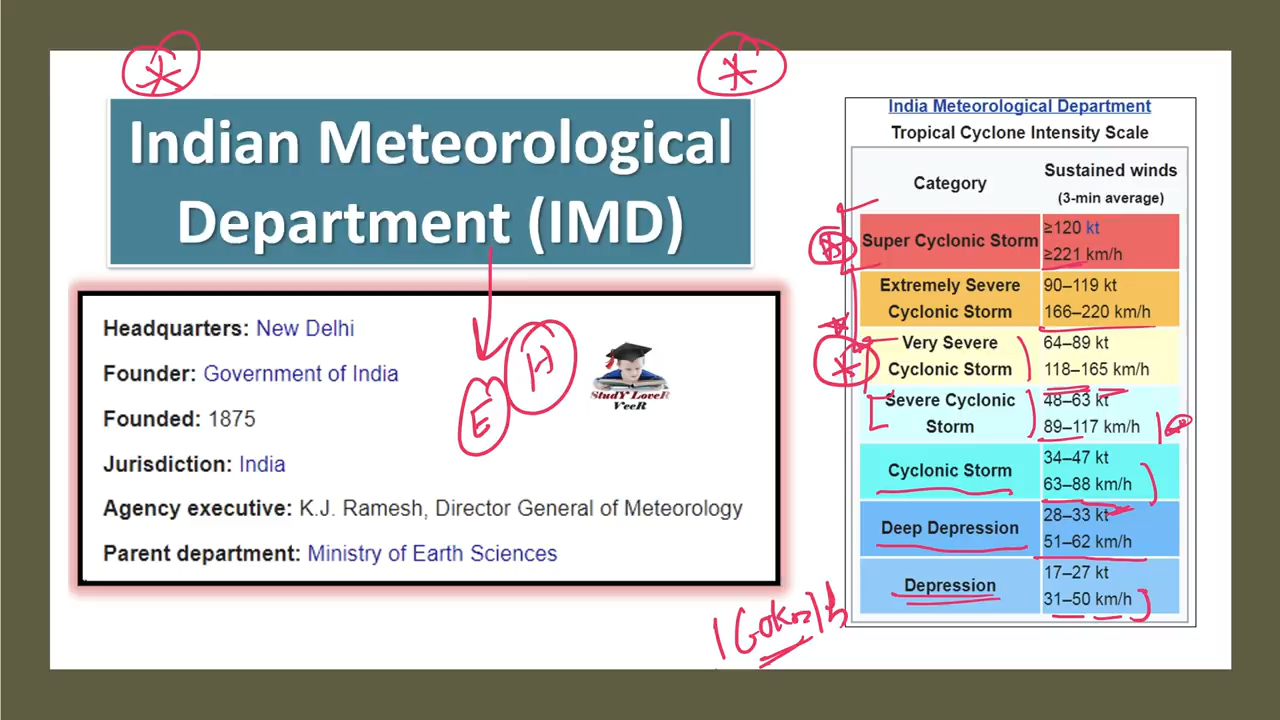 Indian Meteorological
Department (IMD)
Headquarters: New Delhi
Founder: Government of India
Founded: 1875
Jurisdiction: India
Agency executive: K.J. Ramesh, Director General of Meteorology
Parent department: Ministry of Earth Sciences
E
H
StudY LoveR
VeeR
India Meteorological Department
Tropical Cyclone Intensity Scale
Category
Sustained winds
(3-min average)
Super Cyclonic Storm
≥120 kt
≥221 km/h
Extremely Severe
Cyclonic Storm
90–119 kt
166–220 km/h
Very Severe
Cyclonic Storm
64–89 kt
118–165 km/h
Severe Cyclonic
Storm
48–63 kt
89–117 km/h
Cyclonic Storm
34–47 kt
63–88 km/h
Deep Depression
28–33 kt
51–62 km/h
Depression
17–27 kt
31–50 km/h